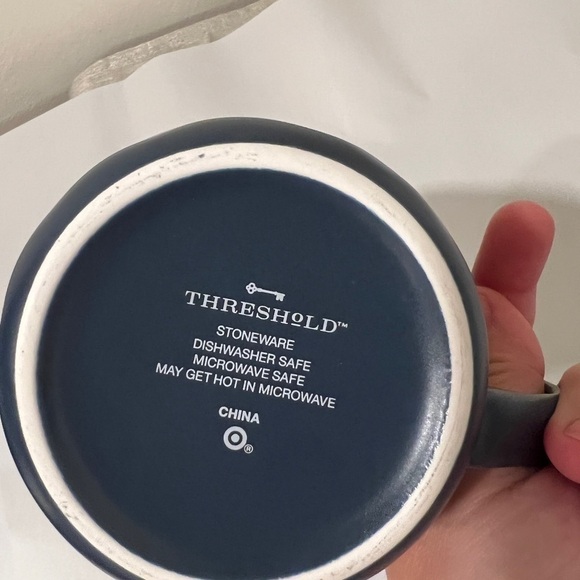 THRESHOLD™
STONEWARE
DISHWASHER SAFE
MICROWAVE SAFE
MAY GET HOT IN MICROWAVE
CHINA
®